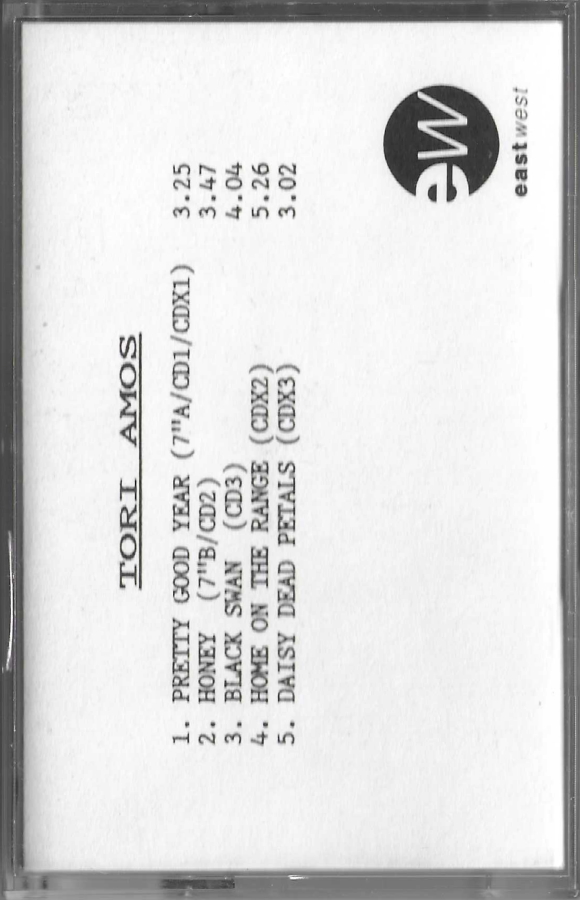 TORI AMOS
1. PRETTY GOOD YEAR (7"A/CD1/CDX1) 3.25
2. HONEY (7"B/CD2) 3.47
3. BLACK SWAN (CD3) 4.04
4. HOME ON THE RANGE (CDX2) 5.26
5. DAISY DEAD PETALS (CDX3) 3.02
ew
eastwest